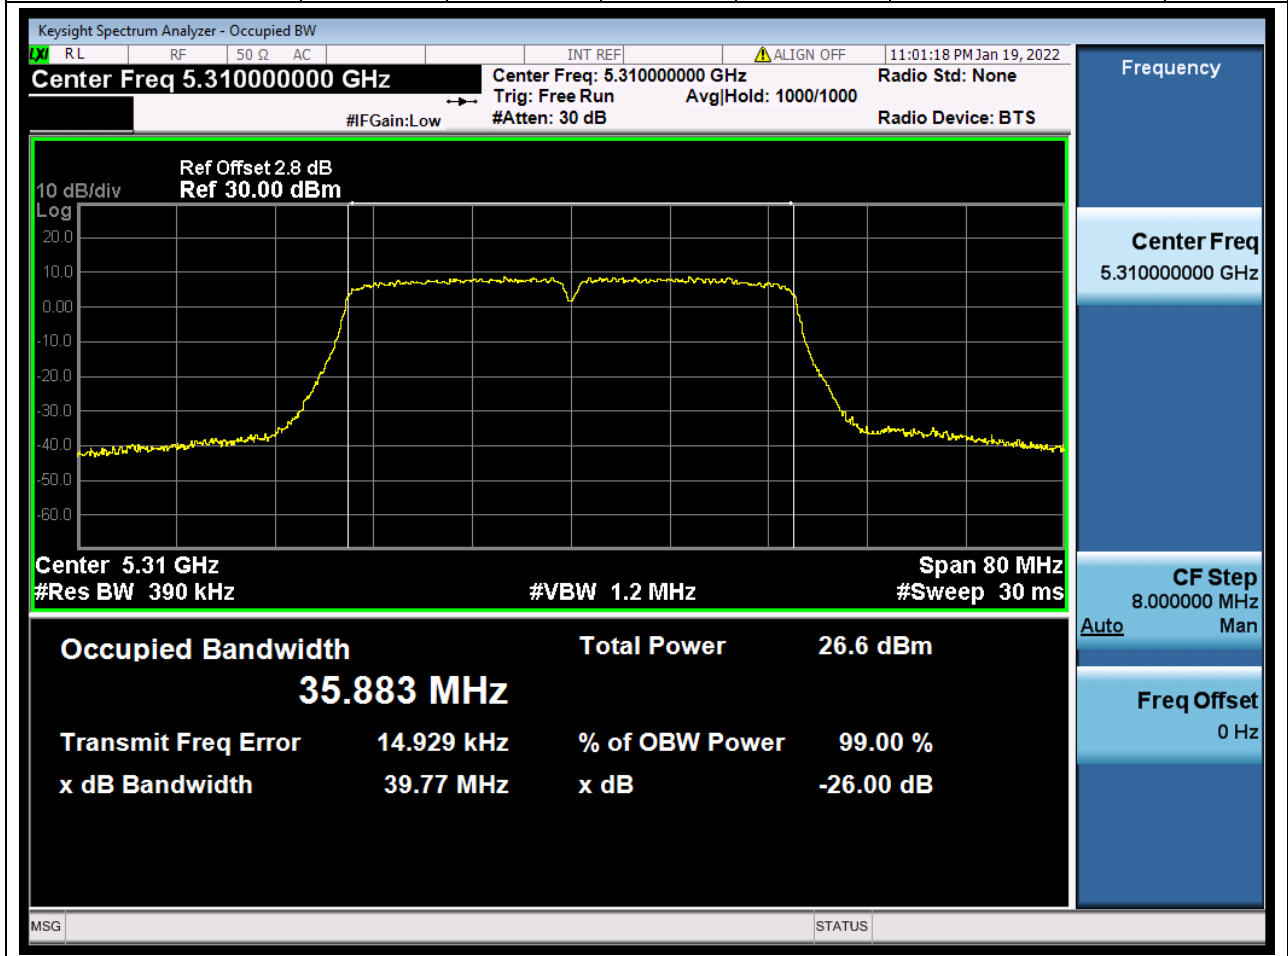 Keysight Spectrum Analyzer - Occupied BW
LXI RL RF 50 Ω AC INT REF ALIGN OFF 11:01:18 PM Jan 19, 2022
Center Freq 5.310000000 GHz
Center Freq: 5.310000000 GHz
Radio Std: None
Trig: Free Run Avg|Hold: 1000/1000
#IFGain:Low
#Atten: 30 dB
Radio Device: BTS
Ref Offset 2.8 dB
10 dB/div Ref 30.00 dBm
Log
20.0
10.0
0.00
-10.0
-20.0
-30.0
-40.0
-50.0
-60.0
Center 5.31 GHz Span 80 MHz
#Res BW 390 kHz #VBW 1.2 MHz #Sweep 30 ms
Occupied Bandwidth Total Power 26.6 dBm
35.883 MHz
Transmit Freq Error 14.929 kHz % of OBW Power 99.00 %
x dB Bandwidth 39.77 MHz x dB -26.00 dB
MSG STATUS
Frequency
Center Freq
5.310000000 GHz
CF Step
8.000000 MHz
Auto Man
Freq Offset
0 Hz